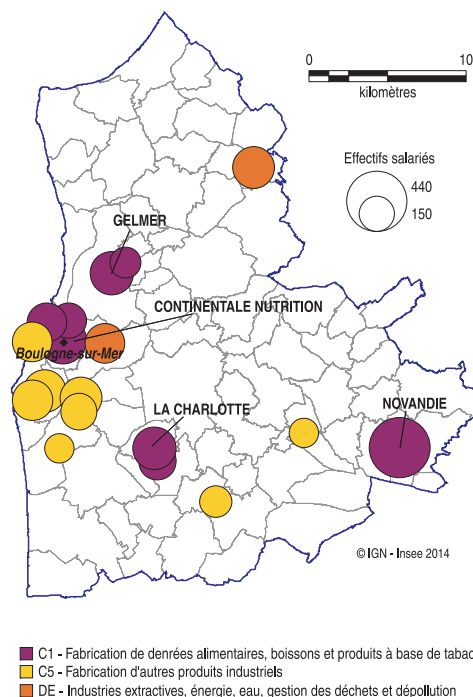 0 10
kilomètres
Effectifs salariés
440
150
GELMER
CONTINENTALE NUTRITION
Boulogne-sur-Mer
LA CHARLOTTE
NOVANDIE
© IGN - Insee 2014
C1 - Fabrication de denrées alimentaires, boissons et produits à base de tabac
C5 - Fabrication d'autres produits industriels
DE - Industries extractives, énergie, eau, gestion des déchets et dépollution